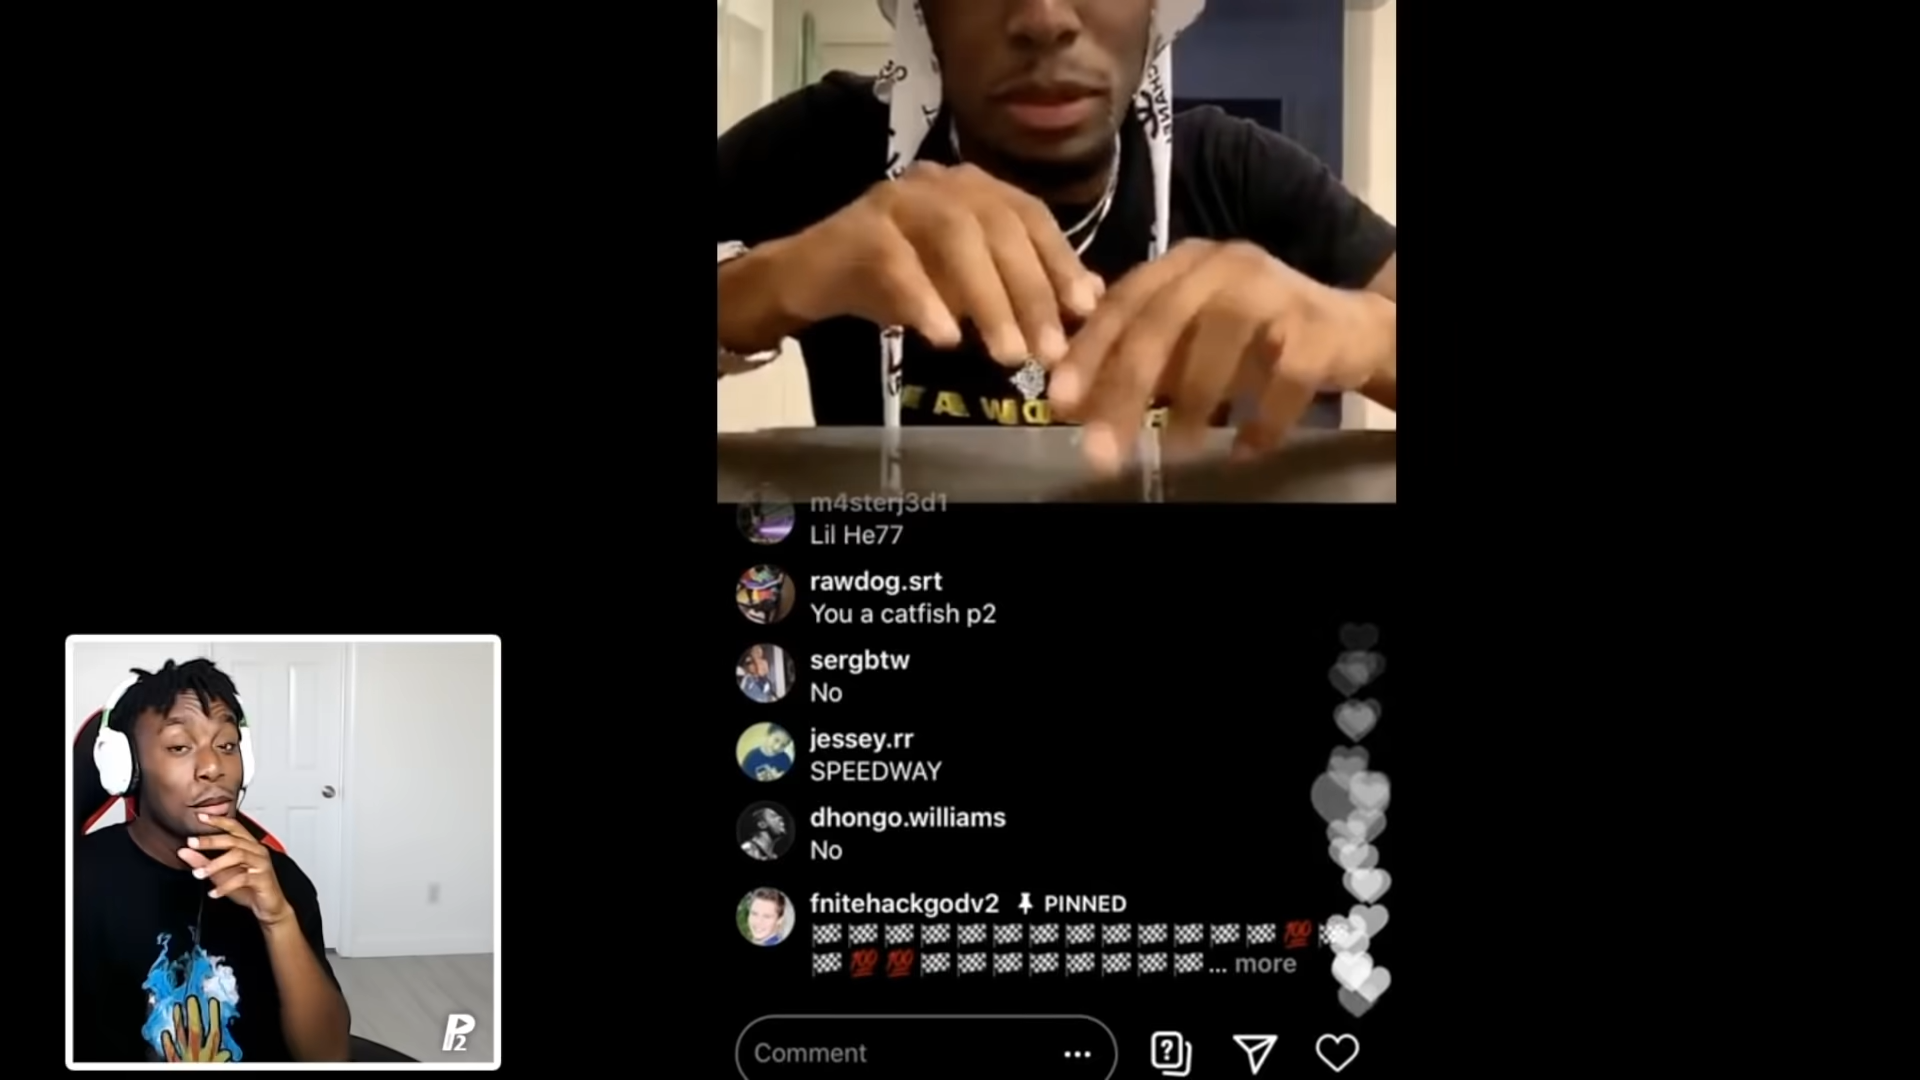 m4sterj3d1
Lil He77
rawdog.srt
You a catfish p2
sergbtw
No
jessey.rr
SPEEDWAY
dhongo.williams
No
fnitehackgodv2 PINNED
🏁🏁🏁🏁🏁🏁🏁🏁🏁🏁🏁🏁🏁💯🏁
🏁💯💯🏁🏁🏁🏁🏁🏁🏁🏁... more
Comment
P2